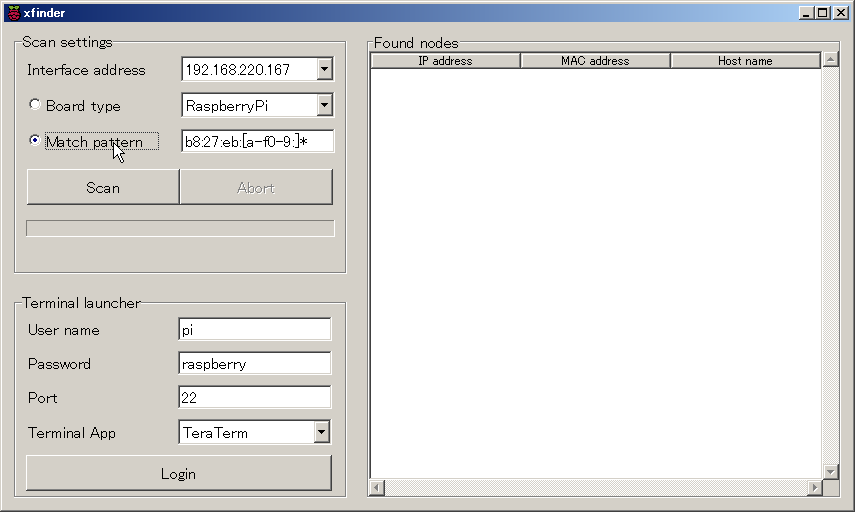 xfinder
Scan settings
Interface address 192.168.220.167
Board type RaspberryPi
Match pattern b8:27:eb:[a-f0-9:]*
Scan Abort
Terminal launcher
User name pi
Password raspberry
Port 22
Terminal App TeraTerm
Login
Found nodes
IP address MAC address Host name